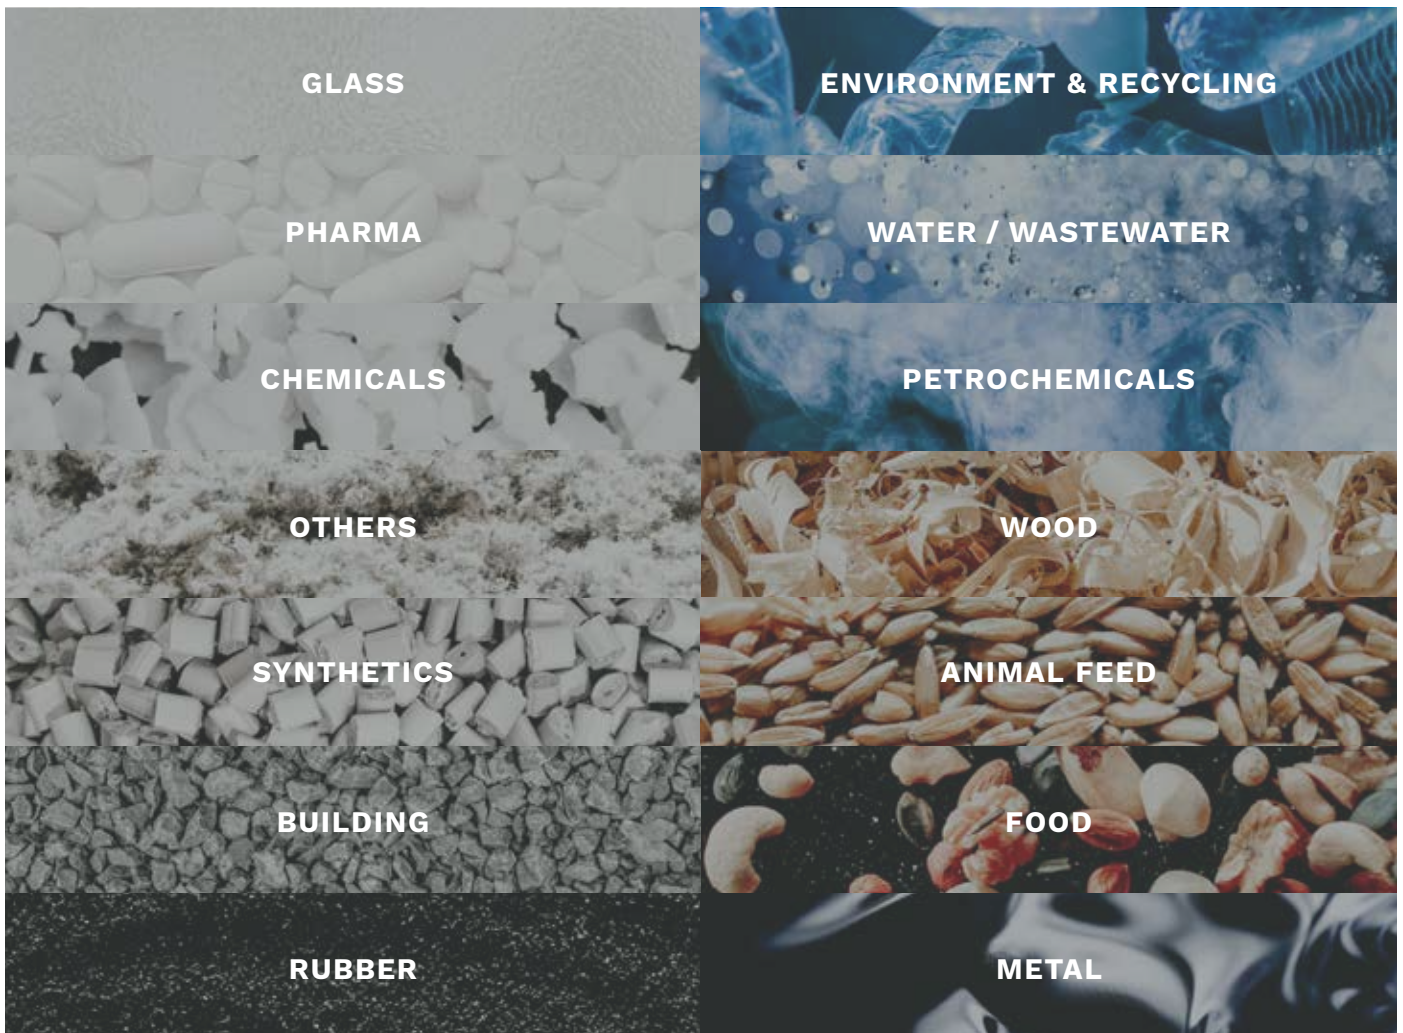 GLASS
ENVIRONMENT & RECYCLING
PHARMA
WATER / WASTEWATER
CHEMICALS
PETROCHEMICALS
OTHERS
WOOD
SYNTHETICS
ANIMAL FEED
BUILDING
FOOD
RUBBER
METAL